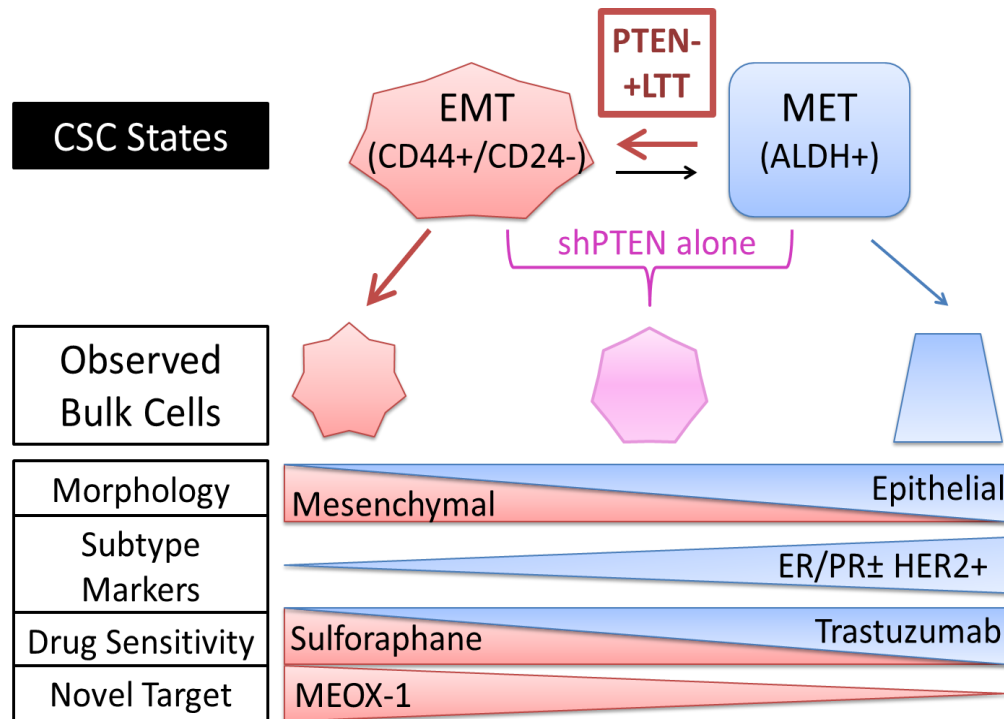 PTEN-
+LTT
CSC States
EMT
(CD44+/CD24-)
MET
(ALDH+)
shPTEN alone
Observed
Bulk Cells
Morphology
Mesenchymal
Epithelial
Subtype
Markers
ER/PR± HER2+
Drug Sensitivity
Sulforaphane
Trastuzumab
Novel Target
MEOX-1